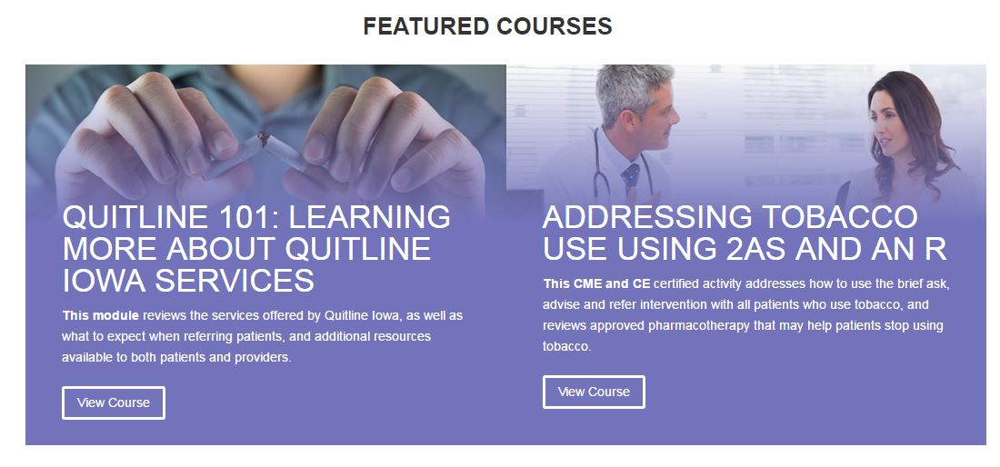 FEATURED COURSES
QUITLINE 101: LEARNING
MORE ABOUT QUITLINE
IOWA SERVICES
This module reviews the services offered by Quitline Iowa, as well as
what to expect when referring patients, and additional resources
available to both patients and providers.
View Course
ADDRESSING TOBACCO
USE USING 2AS AND AN R
This CME and CE certified activity addresses how to use the brief ask,
advise and refer intervention with all patients who use tobacco, and
reviews approved pharmacotherapy that may help patients stop using
tobacco.
View Course